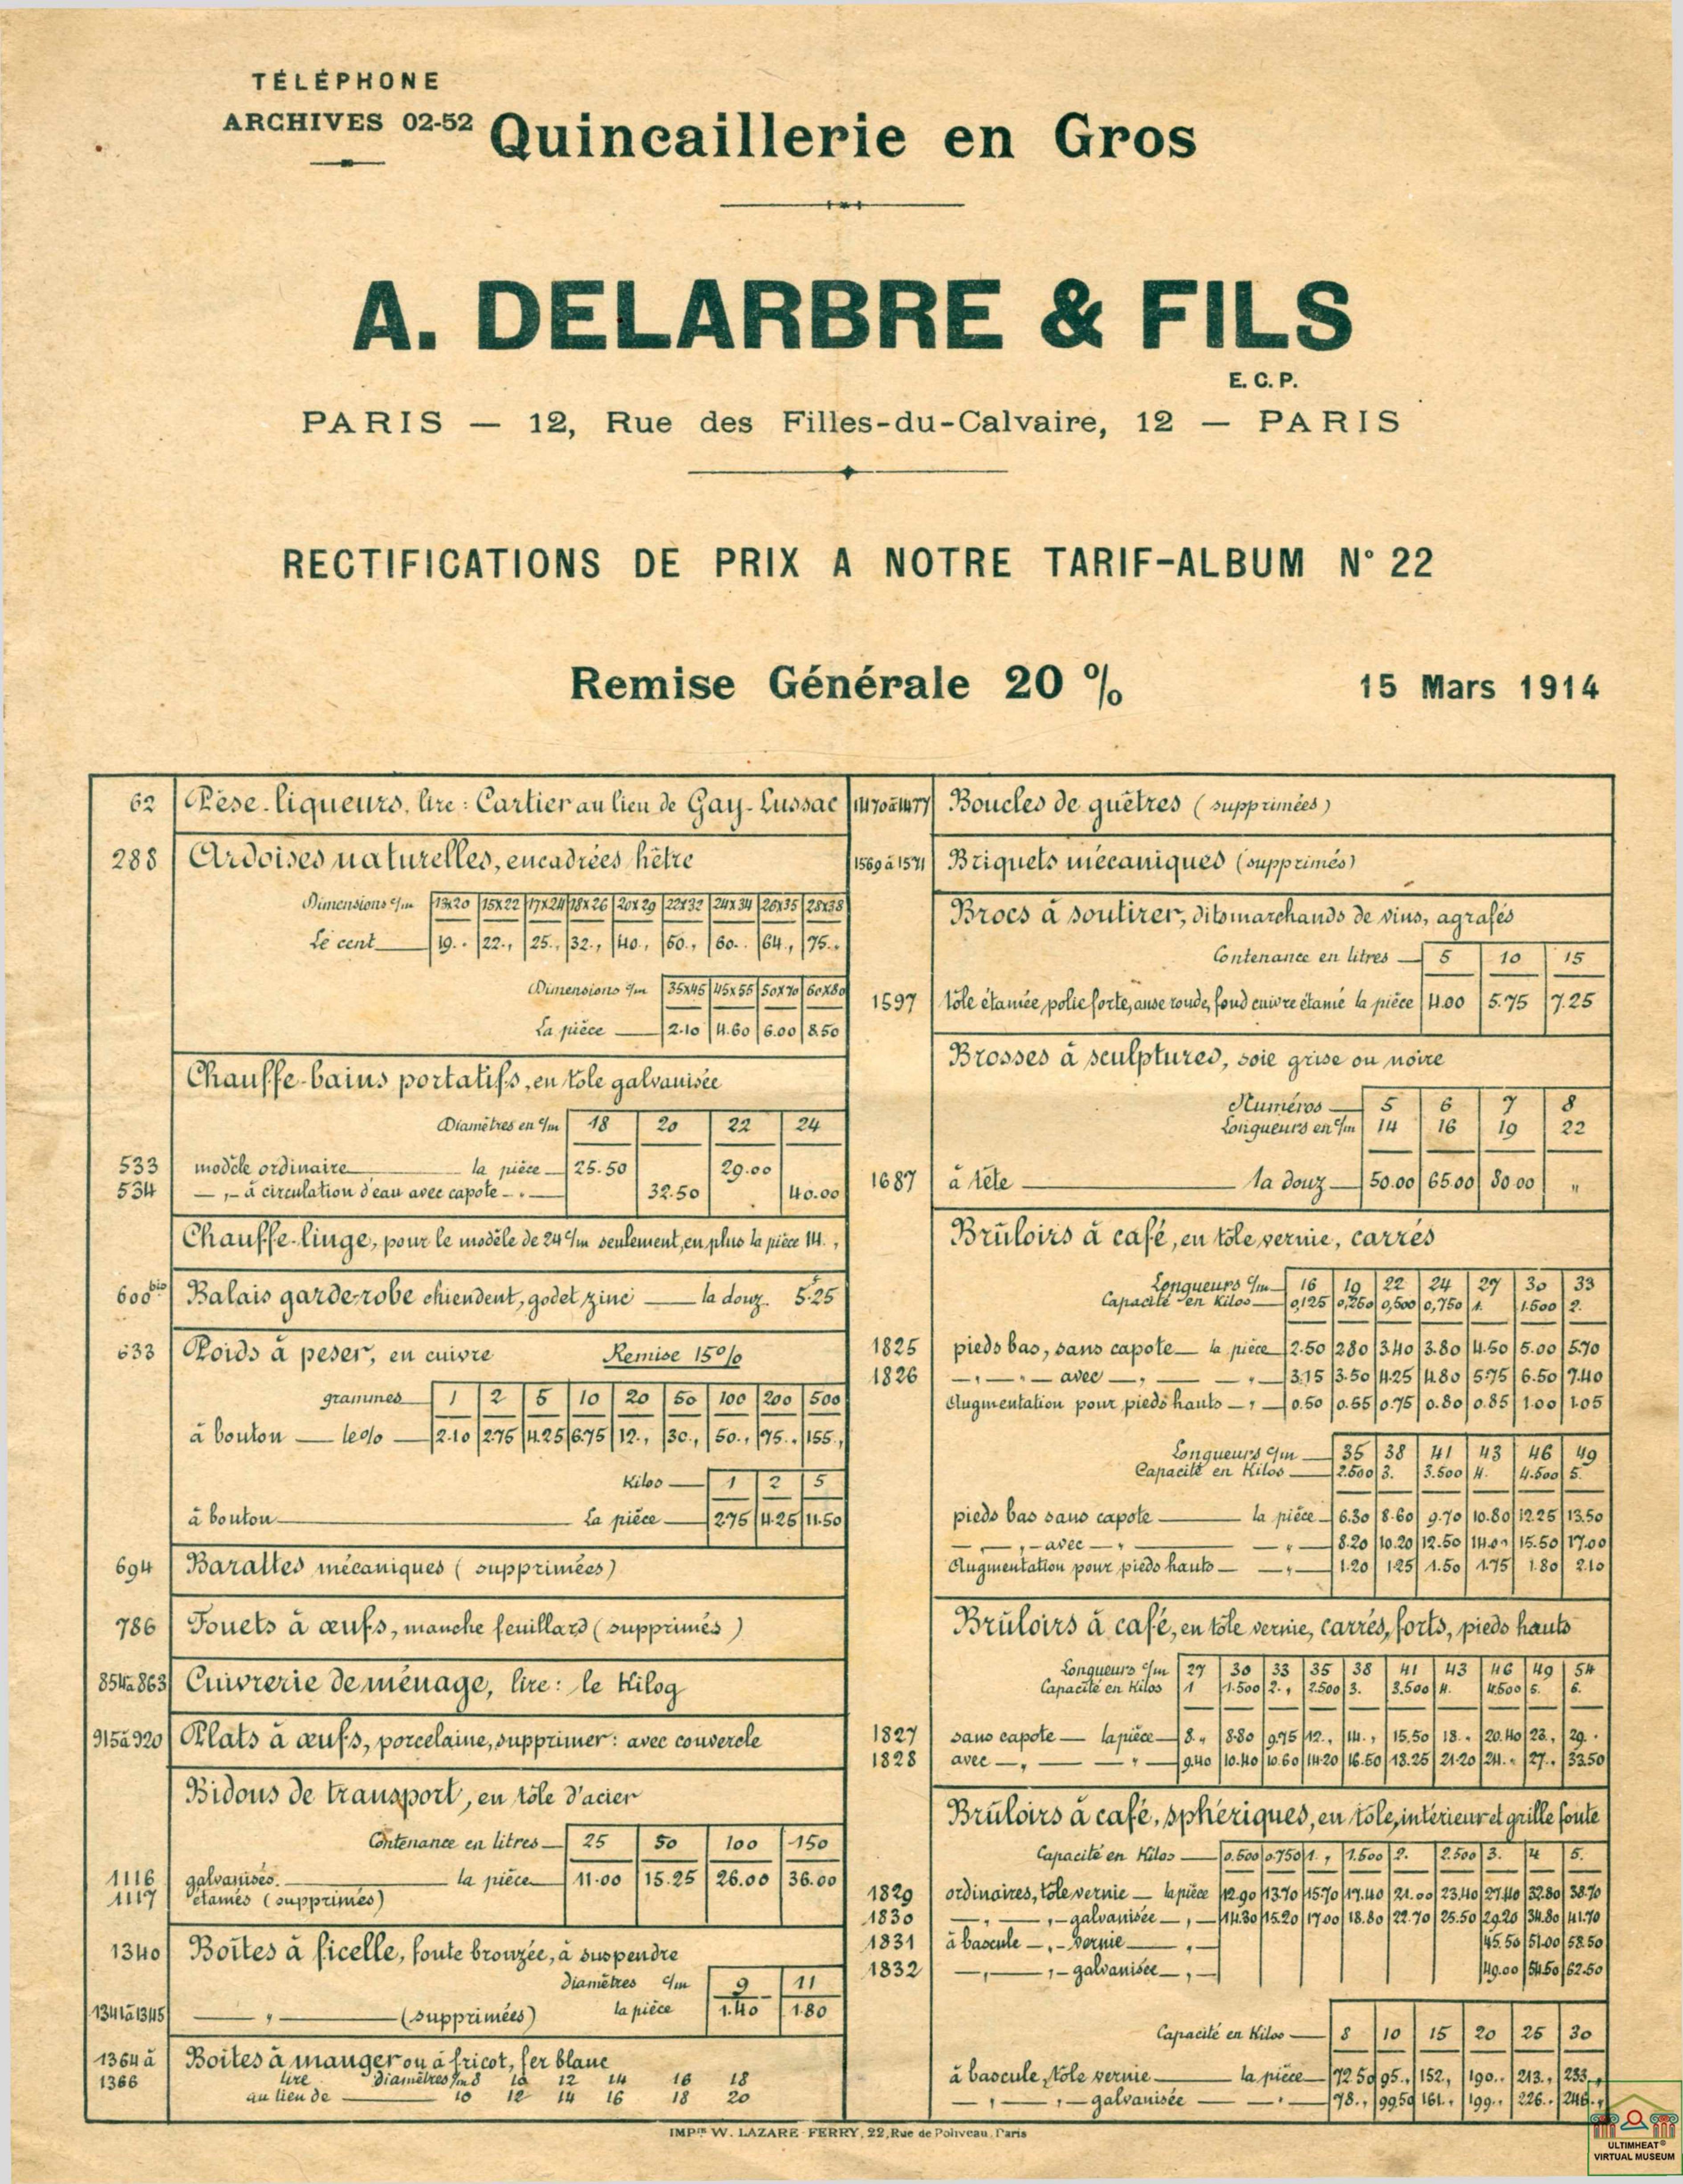 TÉLÉPHONE
ARCHIVES 02-52
Quincaillerie en Gros
A. DELARBRE & FILS
E. C. P.
PARIS — 12, Rue des Filles-du-Calvaire, 12 — PARIS
RECTIFICATIONS DE PRIX A NOTRE TARIF-ALBUM N° 22
Remise Générale 20 %
15 Mars 1914
62 Pèse-liqueurs, lire : Cartier au lieu de Gay-Lussac
288 Ardoises naturelles, encadrées hêtre
Dimensions c/m 13x20 15x22 17x24 18x26 20x29 22x32 24x34 26x35 28x38
Le cent 19. . 22. , 25. , 32. , 40. , 50. , 60. . 64. , 75. ,
Dimensions c/m 35x45 45x55 50x70 60x80
La pièce 2.10 4.60 6.00 8.50
Chauffe-bains portatifs, en tôle galvanisée
Diamètres en c/m 18 20 22 24
533 modèle ordinaire la pièce 25.50 29.00
534 — „ — à circulation d'eau avec capote — „ — 32.50 40.00
Chauffe-linge, pour le modèle de 24 c/m seulement, en plus la pièce 14. ,
600 bis Balais garde-robe chiendent, godet zinc — la douz. 5.25
633 Poids à peser, en cuivre Remise 15%
grammes 1 2 5 10 20 50 100 200 500
à bouton — le % — 2.10 2.75 4.25 6.75 12. , 30. , 50. , 95. , 155. ,
Kilos 1 2 5
à bouton La pièce 2.75 4.25 11.50
694 Barattes mécaniques ( supprimées )
786 Fouets à œufs, manche feuillard ( supprimés )
854 à 863 Cuivrerie de ménage, lire : le Kilog
915 à 920 Plats à œufs, porcelaine, supprimer : avec couvercle
Bidons de transport, en tôle d'acier
Contenance en litres 25 50 100 150
1116 galvanisés. la pièce 11.00 15.25 26.00 36.00
1117 étamés ( supprimés )
1340 Boîtes à ficelle, fonte bronzée, à suspendre
Diamètres c/m 9 11
la pièce 1.40 1.80
1341 à 1345 — „ — ( supprimées )
1364 à 1366 Boites à manger ou à fricot, fer blanc
lire Diamètres c/m 8 10 12 14 16 18
au lieu de 10 12 14 16 18 20
1470 à 1477 Boucles de guêtres ( supprimées )
1569 à 1571 Briquets mécaniques ( supprimés )
Brocs à soutirer, dits marchands de vins, agrafés
Contenance en litres 5 10 15
1597 tôle étamée, polie forte, anse ronde, fond cuivre étamé la pièce 4.00 5.75 7.25
Brosses à sculptures, soie grise ou noire
Numéros 5 6 7 8
Longueurs en c/m 14 16 19 22
1687 à tête la douz 50.00 65.00 80.00 „
Brûloirs à café, en tôle vernie, carrés
Longueurs c/m 16 19 22 24 27 30 33
Capacité en Kilos 0,125 0,250 0,500 0,750 1. 1.500 2.
1825 pieds bas, sans capote — la pièce 2.50 2.80 3.40 3.80 4.50 5.00 5.70
1826 — „ — „ — avec — „ — — „ — 3.15 3.50 4.25 4.80 5.75 6.50 7.40
Augmentation pour pieds hauts — „ — 0.50 0.55 0.75 0.80 0.85 1.00 1.05
Longueurs c/m 35 38 41 43 46 49
Capacité en Kilos 2.500 3. 3.500 4. 4.500 5.
pieds bas sans capote la pièce 6.30 8.60 9.70 10.80 12.25 13.50
— „ — avec — „ — — „ — 8.20 10.20 12.50 14.00 15.50 17.00
Augmentation pour pieds hauts — — „ — 1.20 1.25 1.50 1.75 1.80 2.10
Brûloirs à café, en tôle vernie, carrés, forts, pieds hauts
Longueurs c/m 27 30 33 35 38 41 43 46 49 54
Capacité en Kilos 1 1.500 2. , 2.500 3. 3.500 4. 4.500 5. 6.
1827 sans capote — la pièce 8. „ 8.80 9.75 12. , 14. , 15.50 18. „ 20.40 23. , 29. .
1828 avec — „ — — „ — 9.40 10.40 10.60 14.20 16.50 18.25 21.20 24. „ 27. . 33.50
Brûloirs à café, sphériques, en tôle, intérieur et grille fonte
Capacité en Kilos 0.500 0.750 1. , 1.500 2. 2.500 3. 4 5.
1829 ordinaires, tôle vernie — la pièce 12.90 13.70 15.70 17.40 21.00 23.40 27.40 32.80 38.70
1830 — „ — „ — galvanisée — „ — 14.30 15.20 17.00 18.80 22.70 25.50 29.20 34.80 41.70
1831 à bascule — „ — vernie — „ — 45.50 51.00 58.50
1832 — „ — „ — galvanisée — „ — 49.00 54.50 62.50
Capacité en Kilos 8 10 15 20 25 30
à bascule, tôle vernie la pièce 72.50 95. , 152, 190. . 213. , 233. ,
— „ — „ — galvanisée — — „ — 78. , 99.50 161. , 199. , 226. . 246. ,
IMPie W. LAZARE-FERRY, 22, Rue de Poliveau, Paris
ULTIMHEAT®
VIRTUAL MUSEUM